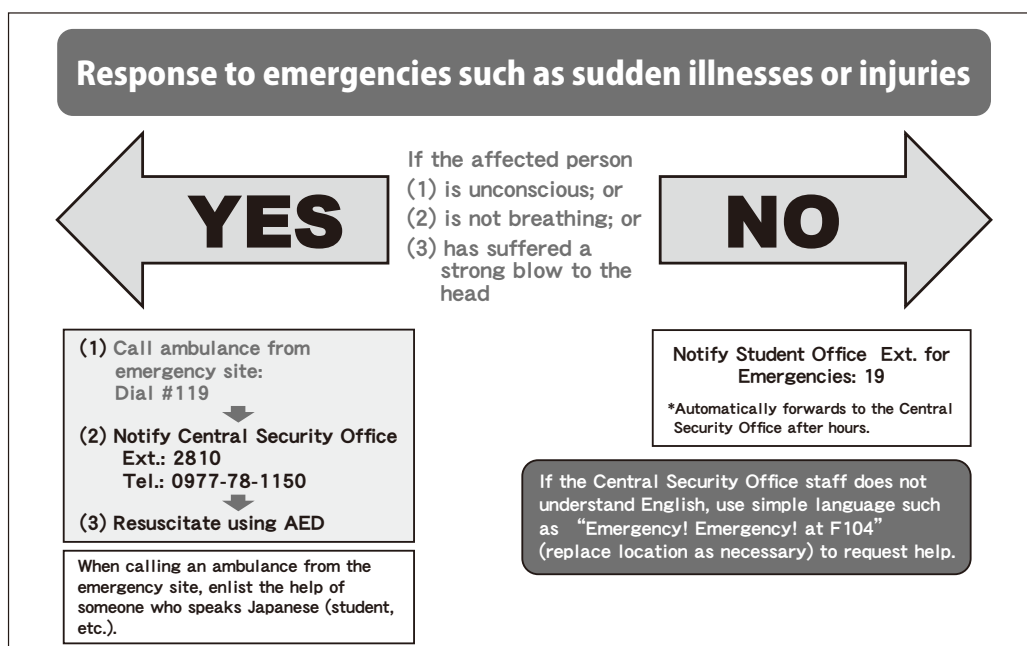 Response to emergencies such as sudden illnesses or injuries
YES
If the affected person
(1) is unconscious; or
(2) is not breathing; or
(3) has suffered a
strong blow to the
head
NO
(1) Call ambulance from
emergency site:
Dial #119
(2) Notify Central Security Office
Ext.: 2810
Tel.: 0977-78-1150
(3) Resuscitate using AED
When calling an ambulance from the
emergency site, enlist the help of
someone who speaks Japanese (student,
etc.).
Notify Student Office Ext. for
Emergencies: 19
*Automatically forwards to the Central
Security Office after hours.
If the Central Security Office staff does not
understand English, use simple language such
as “Emergency! Emergency! at F104”
(replace location as necessary) to request help.